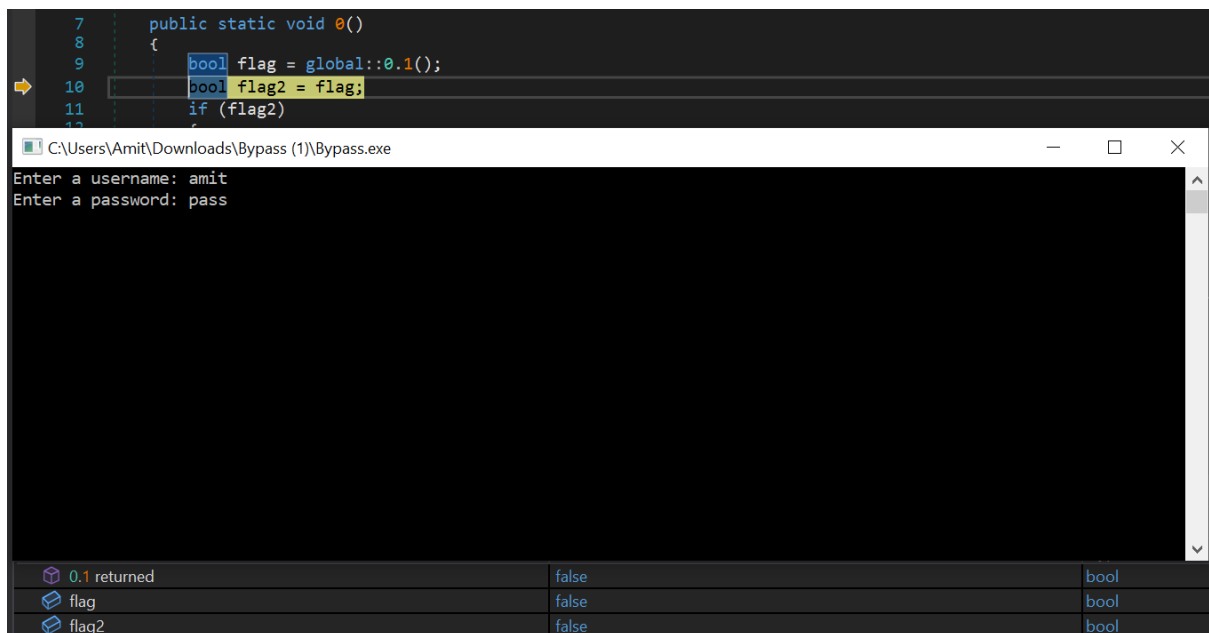 7 public static void 0()
8 {
9 bool flag = global::0.1();
10 bool flag2 = flag;
11 if (flag2)
12 {
C:\Users\Amit\Downloads\Bypass (1)\Bypass.exe
Enter a username: amit
Enter a password: pass
0.1 returned false bool
flag false bool
flag2 false bool